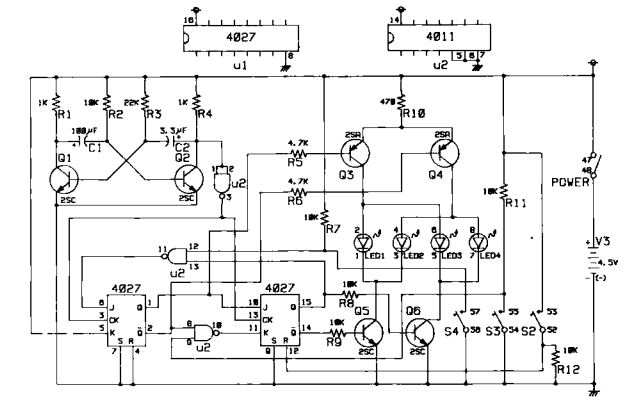 16 4027 8
u1
14 4011 5 6 7
u2
1K R1
10K R2
22K R3
1K R4
100µF C1
3.3µF C2
Q1 2SC
Q2 2SC
1 2 u2 3
4.7K R5
4.7K R6
10K R7
470 R10
2SA Q3
2SA Q4
10K R11
47 48 POWER
V3 4.5V (-)
2 1 LED1
4 3 LED2
6 5 LED3
8 7 LED4
11 12 13 u2
4027
6 J Q 1
3 CK
5 K Q 2
S R
7 4
8 9 10 u2
4027
10 J Q 15
13 CK
11 K Q 14
S R
9 12
10K R8
10K R9
Q5 2SC
Q6 2SC
S4 57 58
S3 55 54
S2 53 52
10K R12